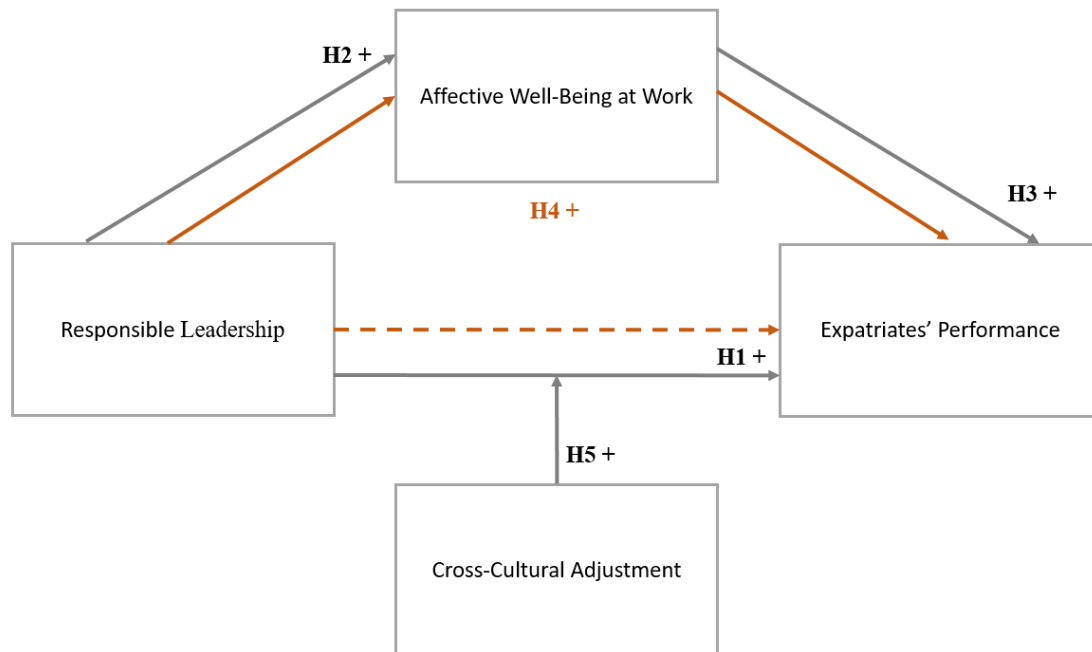 H2 +
Affective Well-Being at Work
H3 +
H4 +
Responsible Leadership
Expatriates’ Performance
H1 +
H5 +
Cross-Cultural Adjustment